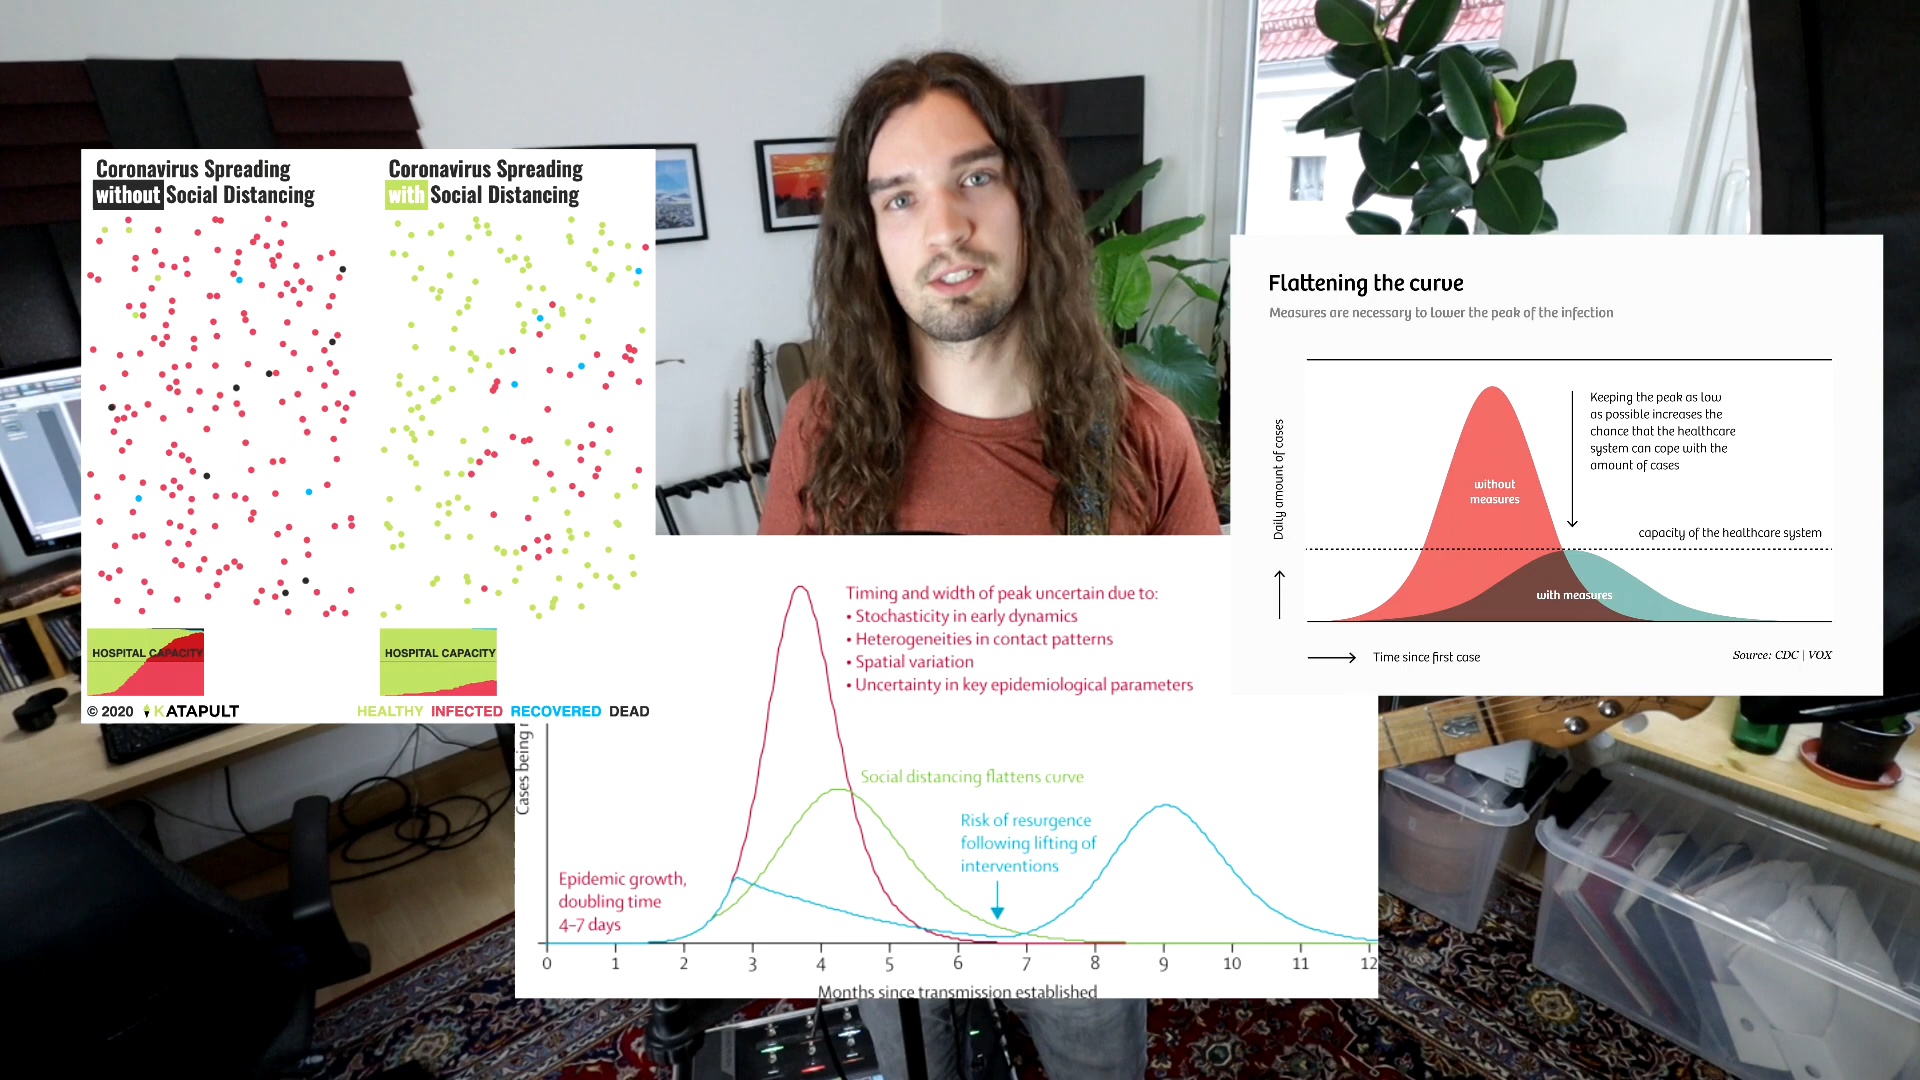 Coronavirus Spreading
without Social Distancing
Coronavirus Spreading
with Social Distancing
HOSPITAL CAPACITY
HOSPITAL CAPACITY
© 2020 KATAPULT
HEALTHY INFECTED RECOVERED DEAD
Flattening the curve
Measures are necessary to lower the peak of the infection
Daily amount of cases
Keeping the peak as low
as possible increases the
chance that the healthcare
system can cope with the
amount of cases
without
measures
capacity of the healthcare system
with measures
Time since first case
Source: CDC | VOX
Timing and width of peak uncertain due to:
• Stochasticity in early dynamics
• Heterogeneities in contact patterns
• Spatial variation
• Uncertainty in key epidemiological parameters
Cases being
Social distancing flattens curve
Risk of resurgence
following lifting of
interventions
Epidemic growth,
doubling time
4–7 days
0 1 2 3 4 5 6 7 8 9 10 11 12
Months since transmission established